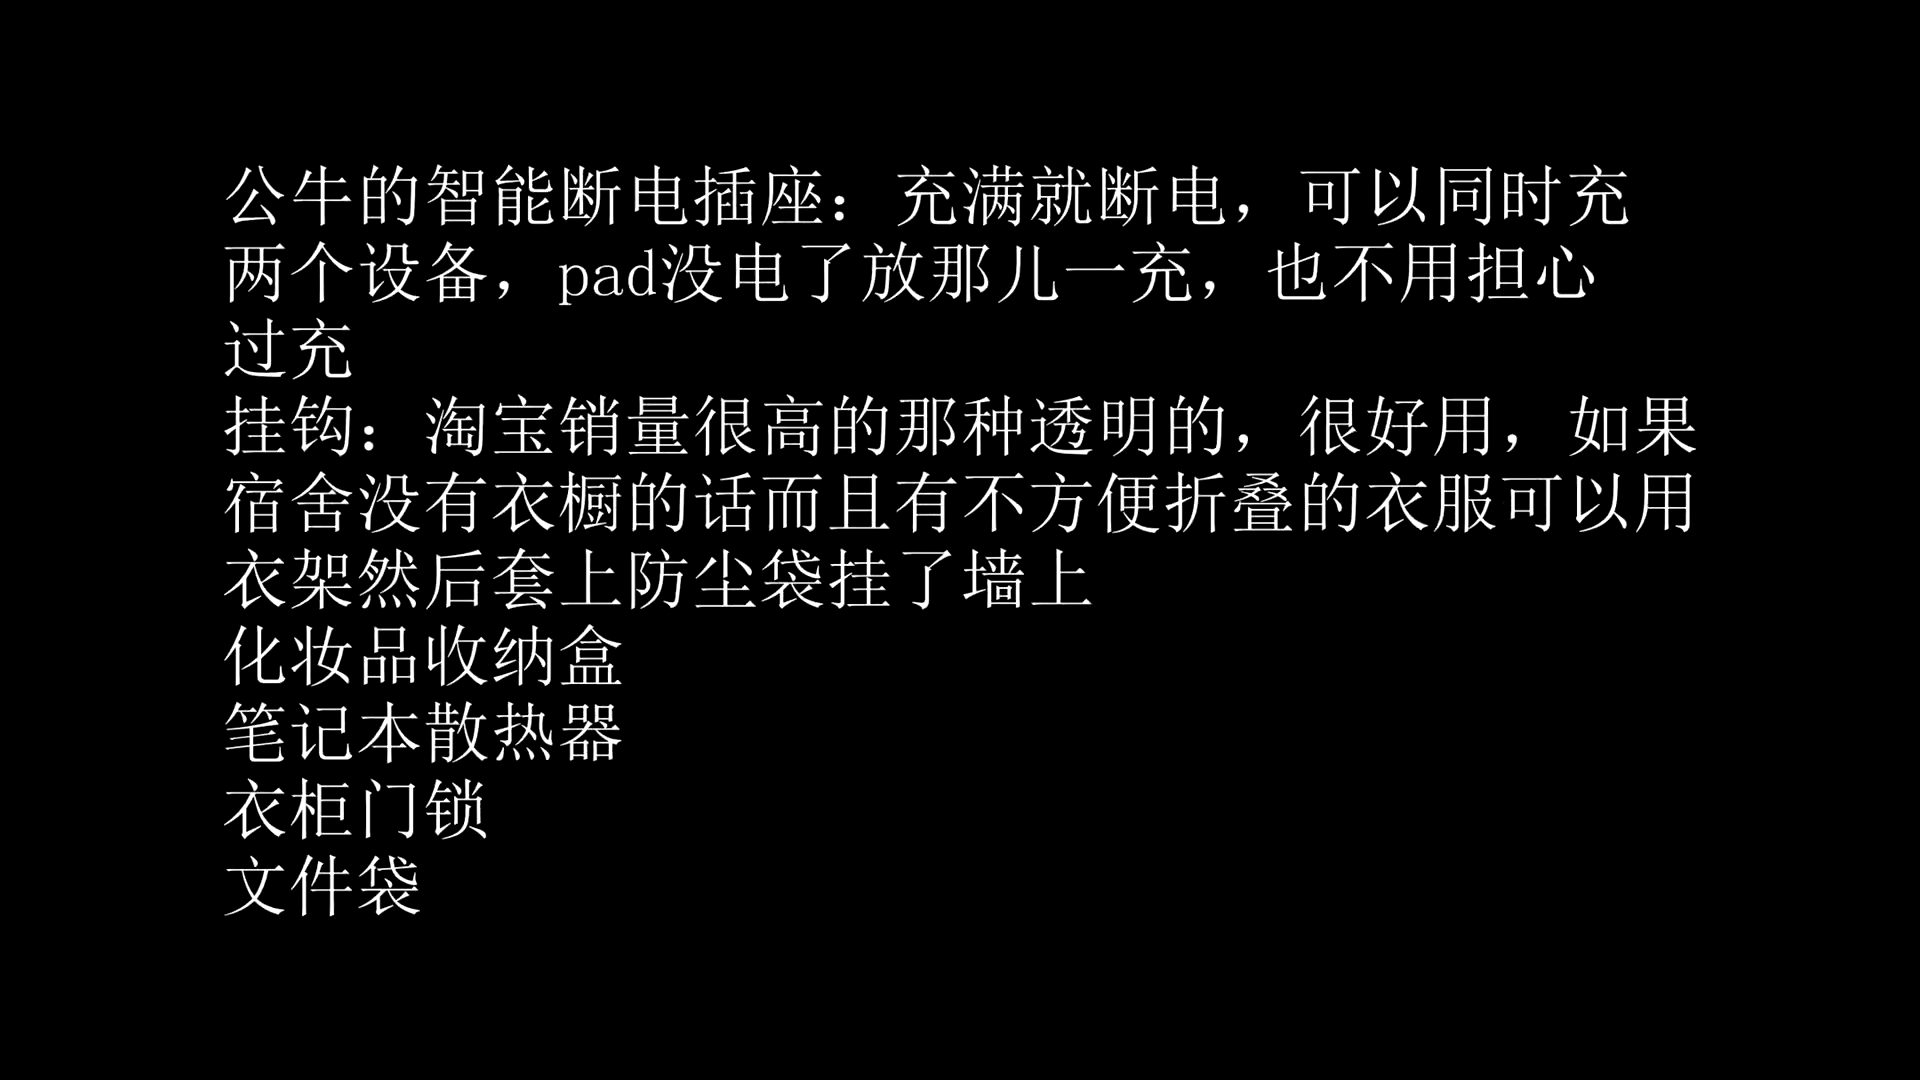 公牛的智能断电插座：充满就断电，可以同时充
两个设备，pad没电了放那儿一充，也不用担心
过充
挂钩：淘宝销量很高的那种透明的，很好用，如果
宿舍没有衣橱的话而且有不方便折叠的衣服可以用
衣架然后套上防尘袋挂了墙上
化妆品收纳盒
笔记本散热器
衣柜门锁
文件袋